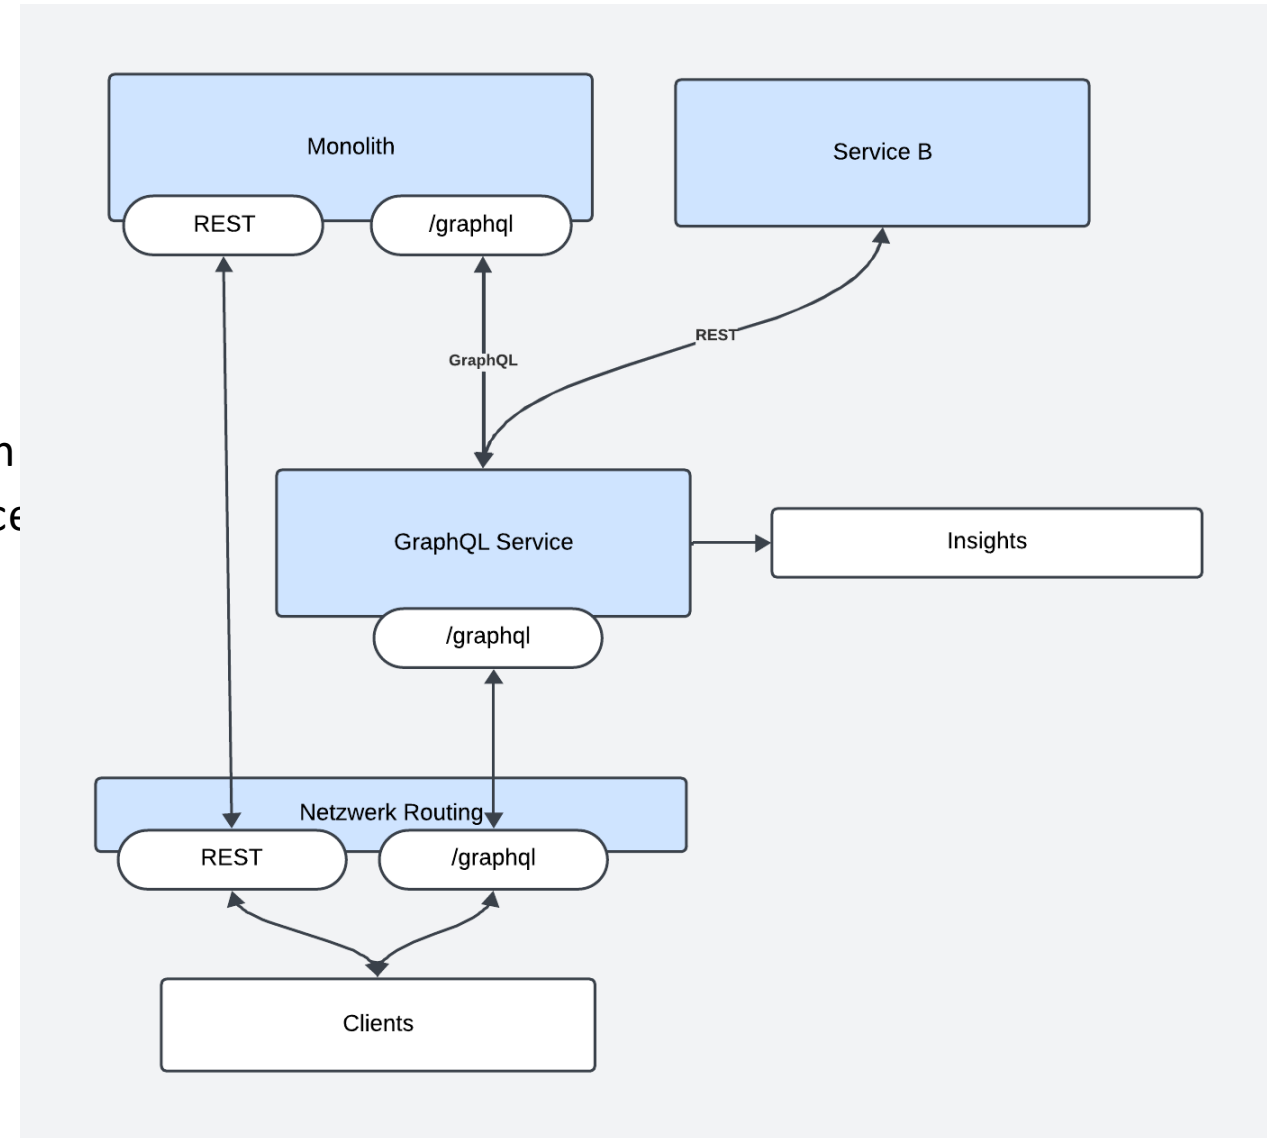 Monolith
Service B
REST
/graphql
REST
GraphQL
GraphQL Service
Insights
/graphql
Netzwerk Routing
REST
/graphql
Clients